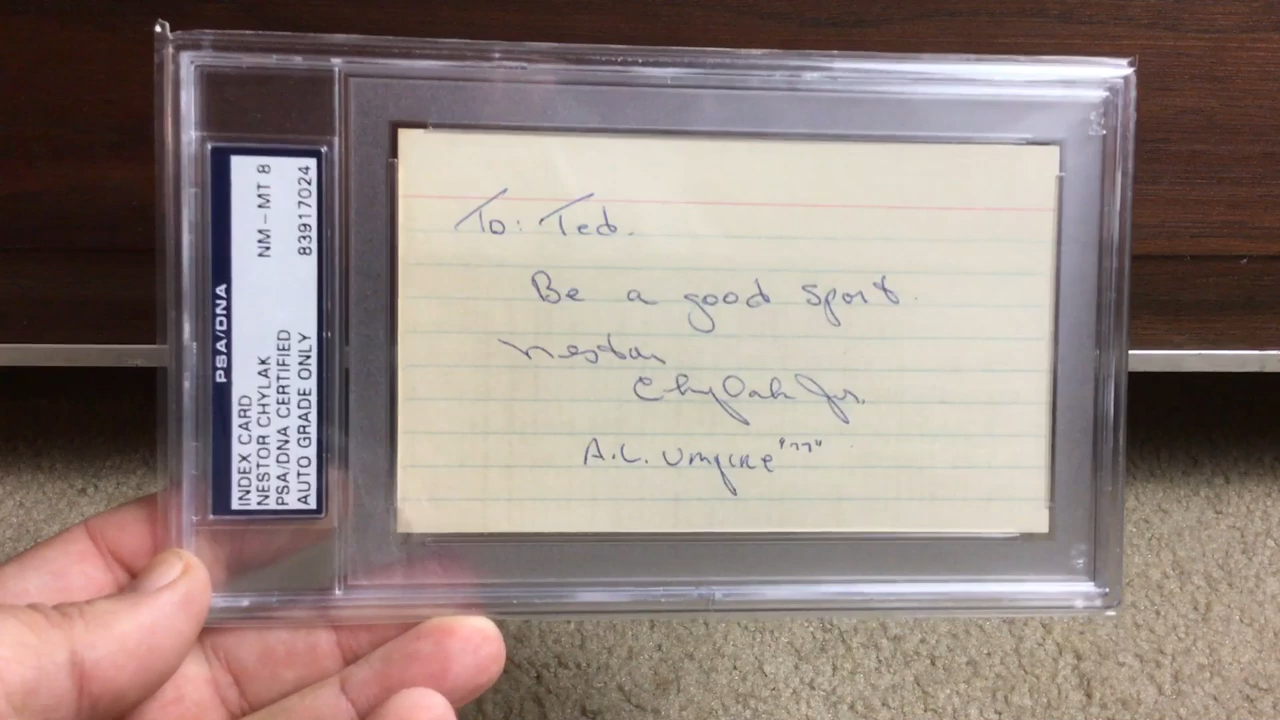 PSA/DNA
INDEX CARD
NESTOR CHYLAK
PSA/DNA CERTIFIED
AUTO GRADE ONLY
NM-MT 8
83917024
To: Ted.
Be a good sport.
Nestor
Chylak Jr.
A.L. Umpire "77"